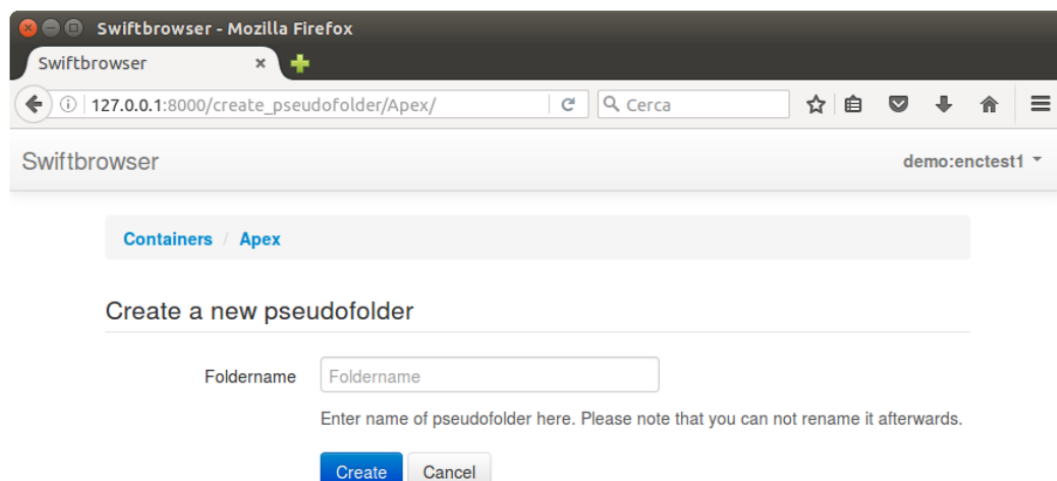 Swiftbrowser - Mozilla Firefox
Swiftbrowser ×
127.0.0.1:8000/create_pseudofolder/Apex/ Cerca
Swiftbrowser demo:enctest1
Containers / Apex
Create a new pseudofolder
Foldername Foldername
Enter name of pseudofolder here. Please note that you can not rename it afterwards.
Create Cancel